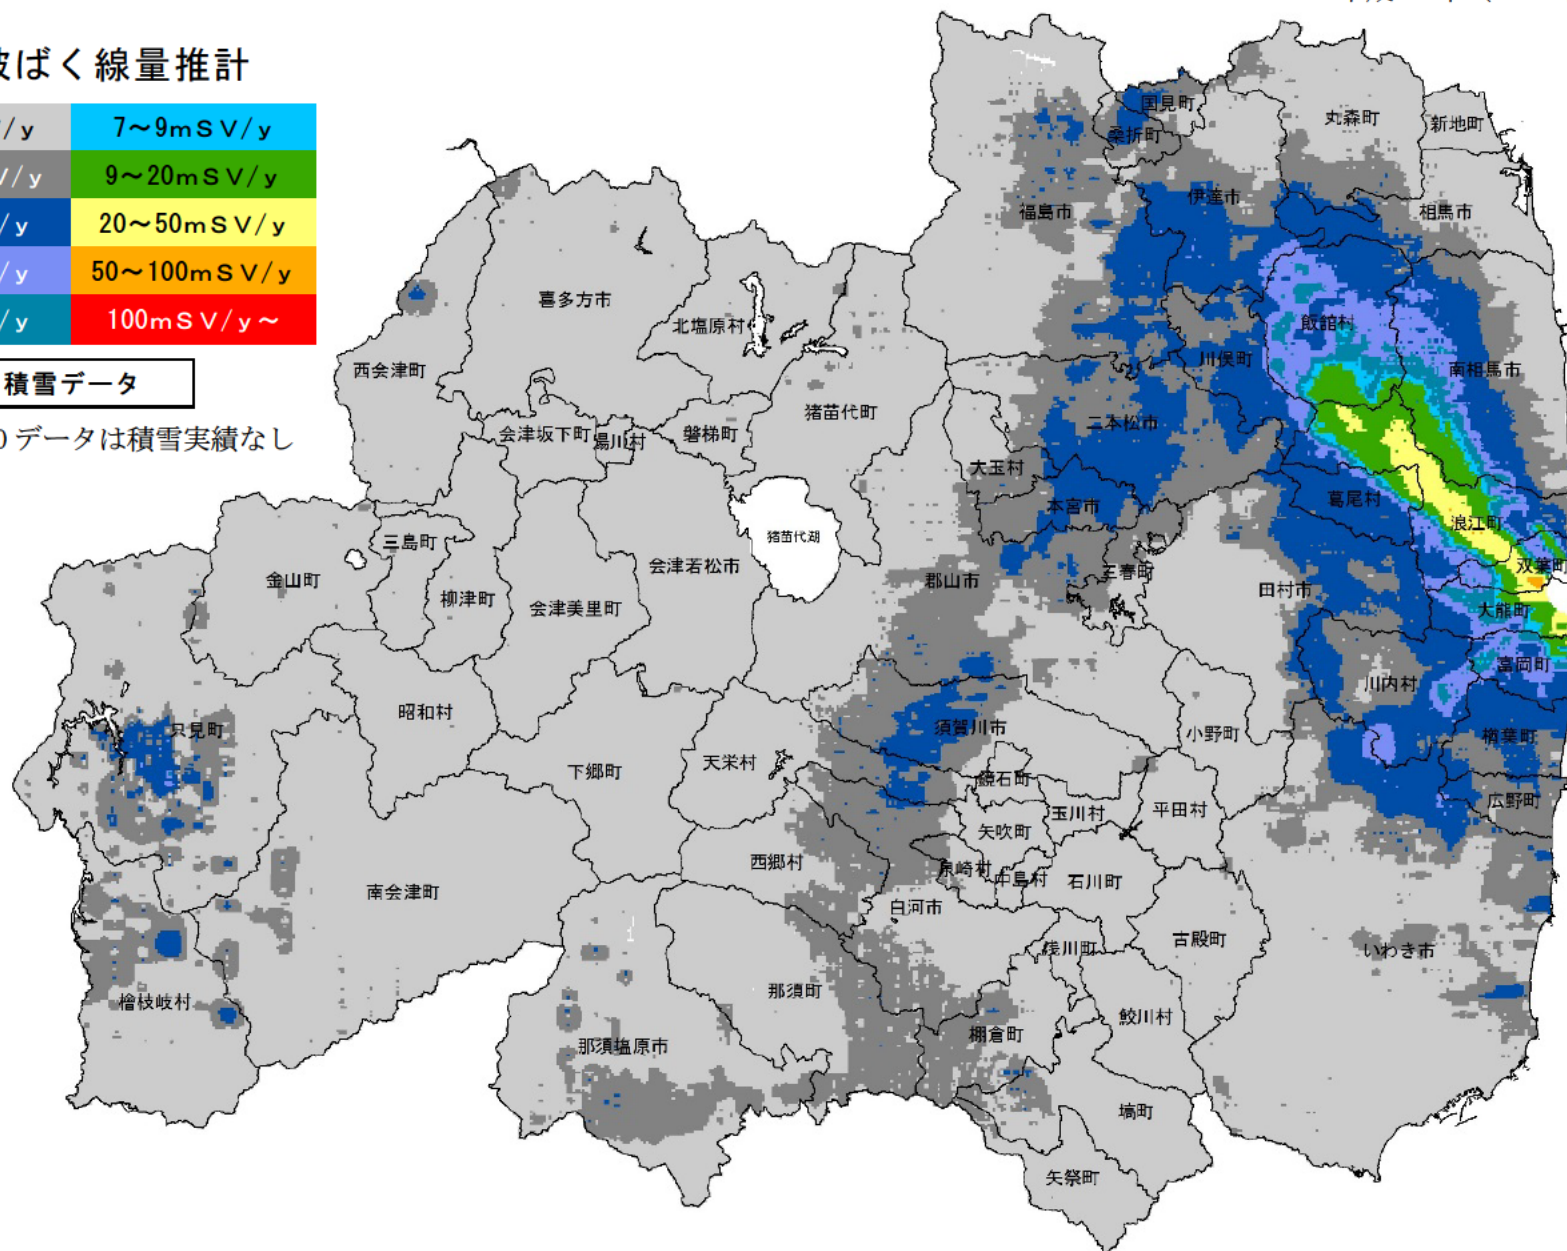 ばく線量推計
/y
7～9mSV/y
V/y
9～20mSV/y
/y
20～50mSV/y
/y
50～100mSV/y
/y
100mSV/y～
積雪データ
0データは積雪実績なし
国見町
桑折町
丸森町
新地町
伊達市
福島市
相馬市
喜多方市
北塩原村
飯舘村
西会津町
川俣町
南相馬市
猪苗代町
二本松市
会津坂下町
湯川村
磐梯町
大玉村
本宮市
葛尾村
浪江町
猪苗代湖
三島町
会津若松市
双葉町
金山町
郡山市
三春町
田村市
柳津町
会津美里町
大熊町
富岡町
川内村
昭和村
只見町
須賀川市
小野町
楢葉町
下郷町
天栄村
鏡石町
広野町
玉川村
平田村
矢吹町
西郷村
泉崎村
中島村
石川町
南会津町
白河市
古殿町
浅川町
いわき市
檜枝岐村
那須町
鮫川村
棚倉町
那須塩原市
塙町
矢祭町